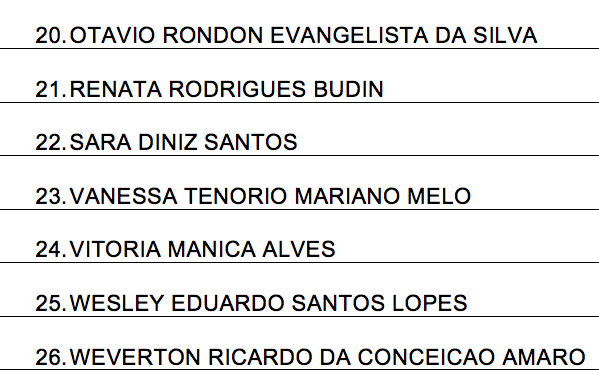 20. OTAVIO RONDON EVANGELISTA DA SILVA
21. RENATA RODRIGUES BUDIN
22. SARA DINIZ SANTOS
23. VANESSA TENORIO MARIANO MELO
24. VITORIA MANICA ALVES
25. WESLEY EDUARDO SANTOS LOPES
26. WEVERTON RICARDO DA CONCEICAO AMARO